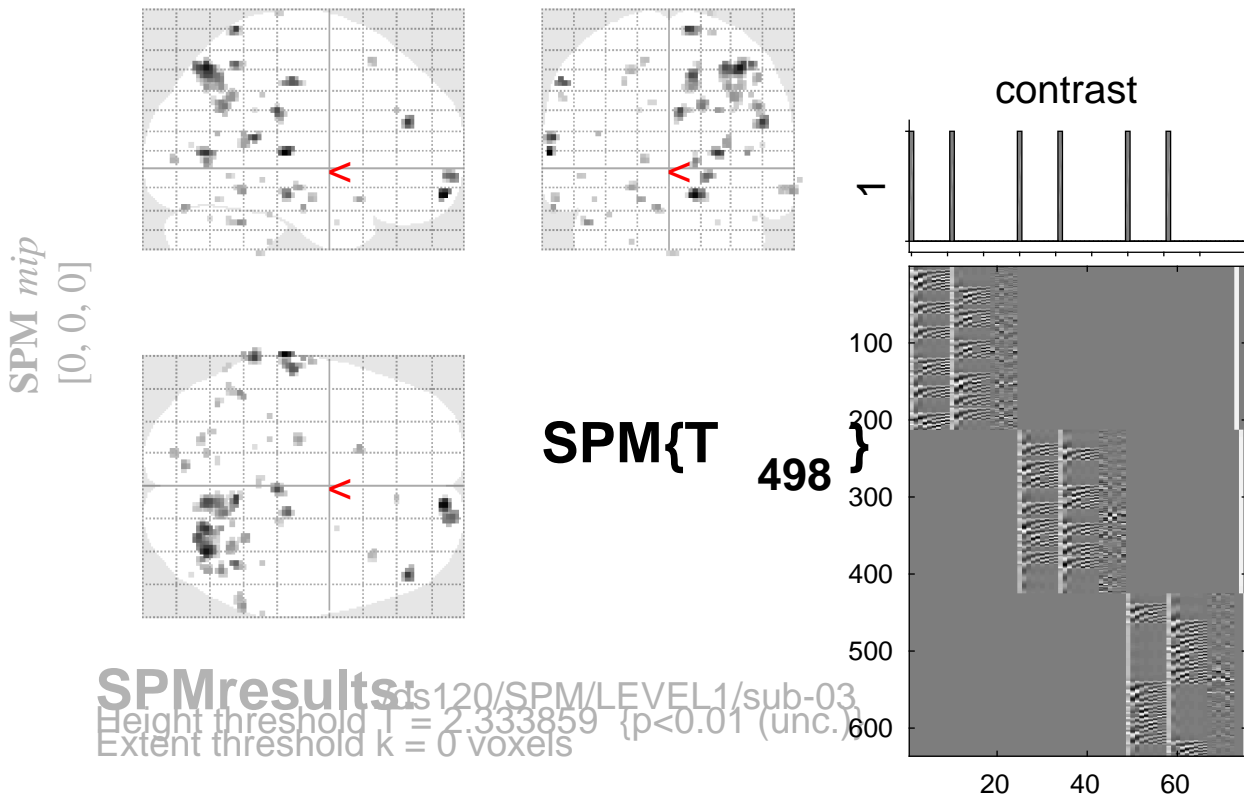 contrast
1
<
<
<
SPM mip
[0, 0, 0]
SPM{T498}
100
200
300
400
500
600
20 40 60
SPMresults: /ds120/SPM/LEVEL1/sub-03
Height threshold T = 2.333859 {p<0.01 (unc.)}
Extent threshold k = 0 voxels